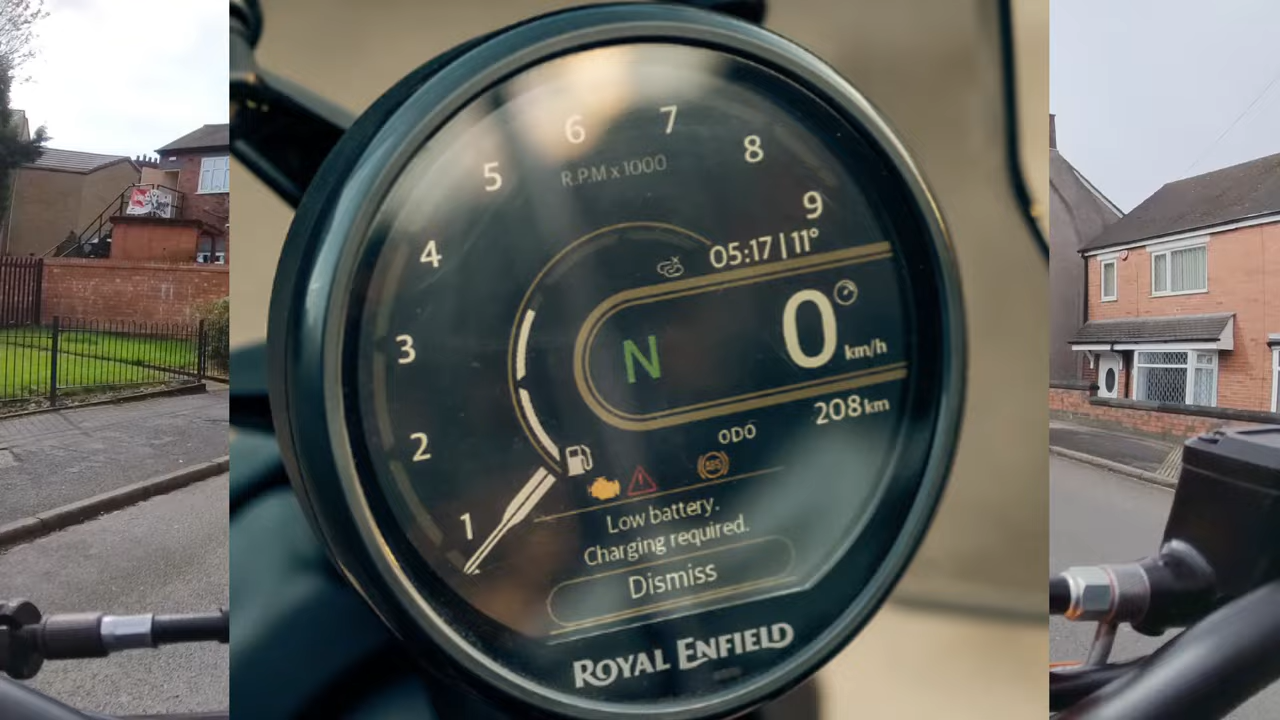 6
7
5
8
R.P.M x 1000
9
4
05:17 | 11°
0
3
N
km/h
208 km
2
ODO
ABS
1
Low battery.
Charging required.
Dismiss
ROYAL ENFIELD